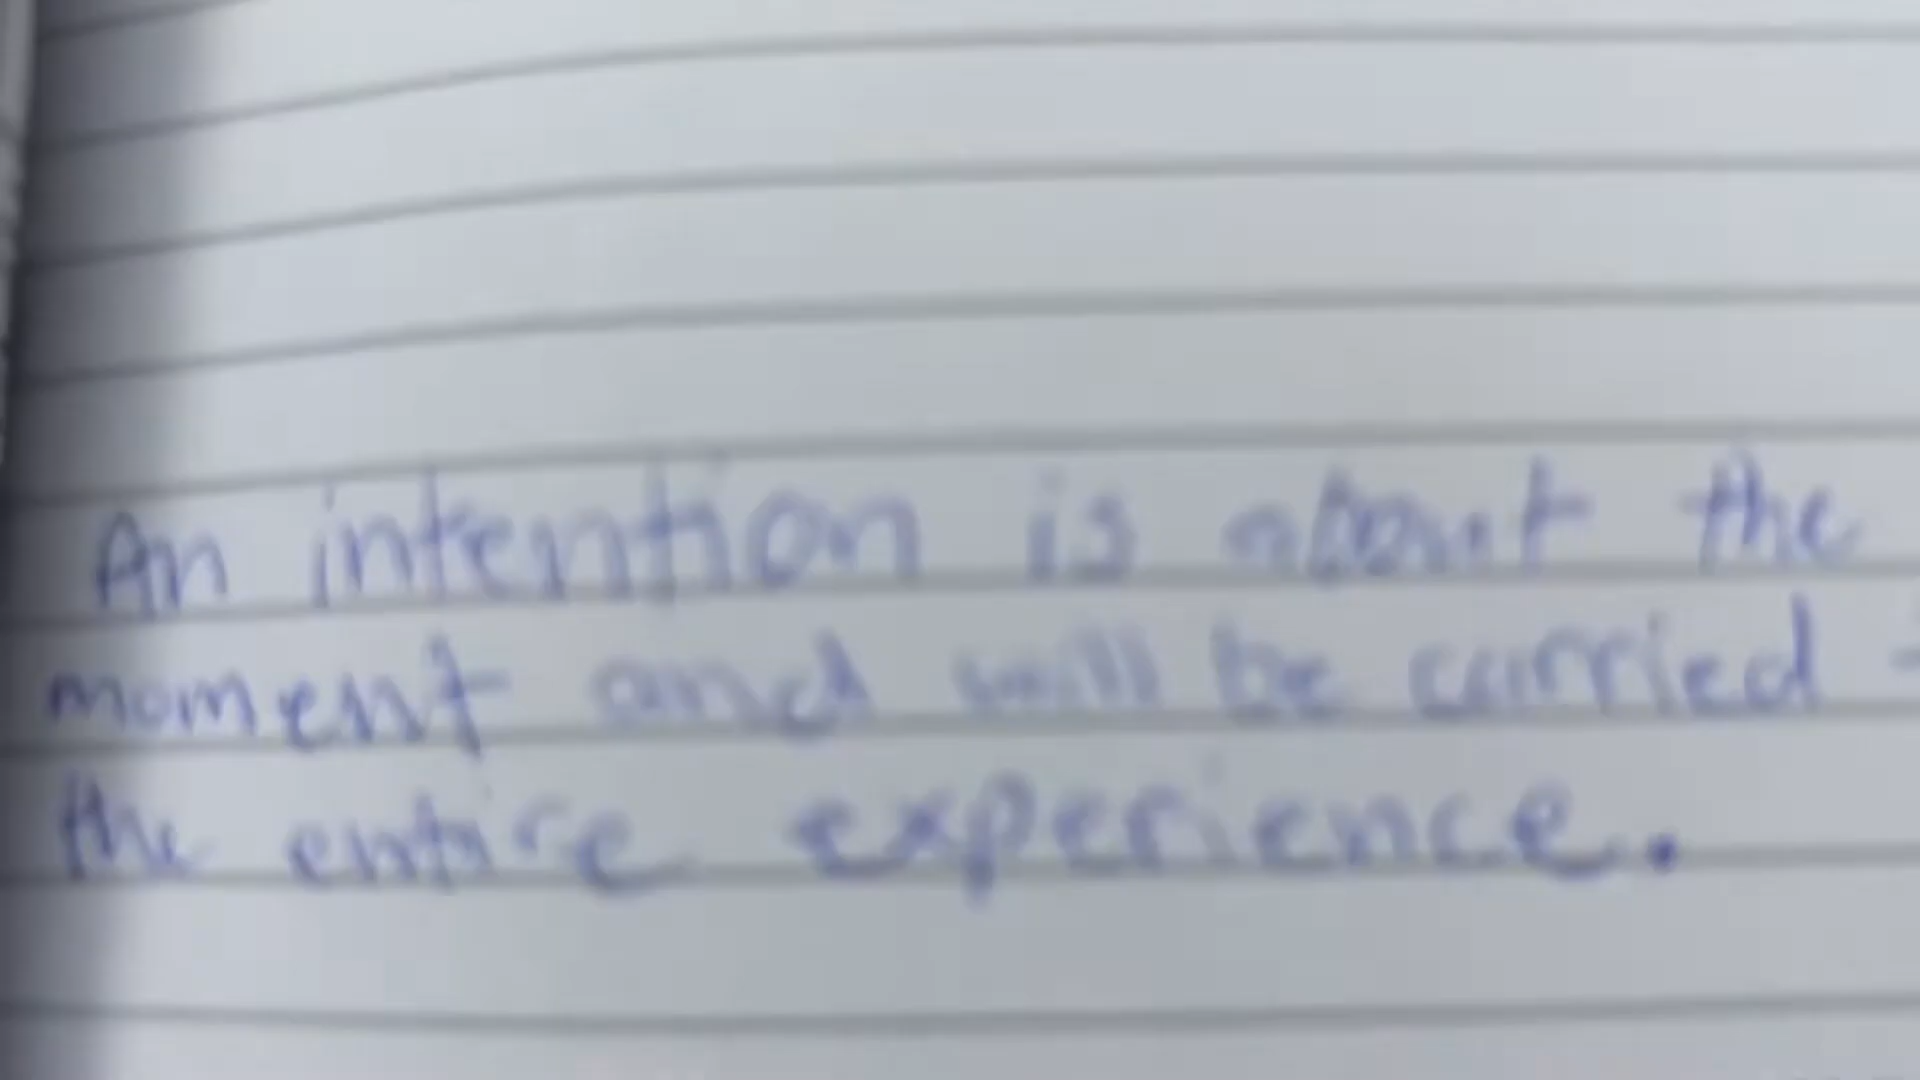 An intention is about the
moment and will be carried
the entire experience.